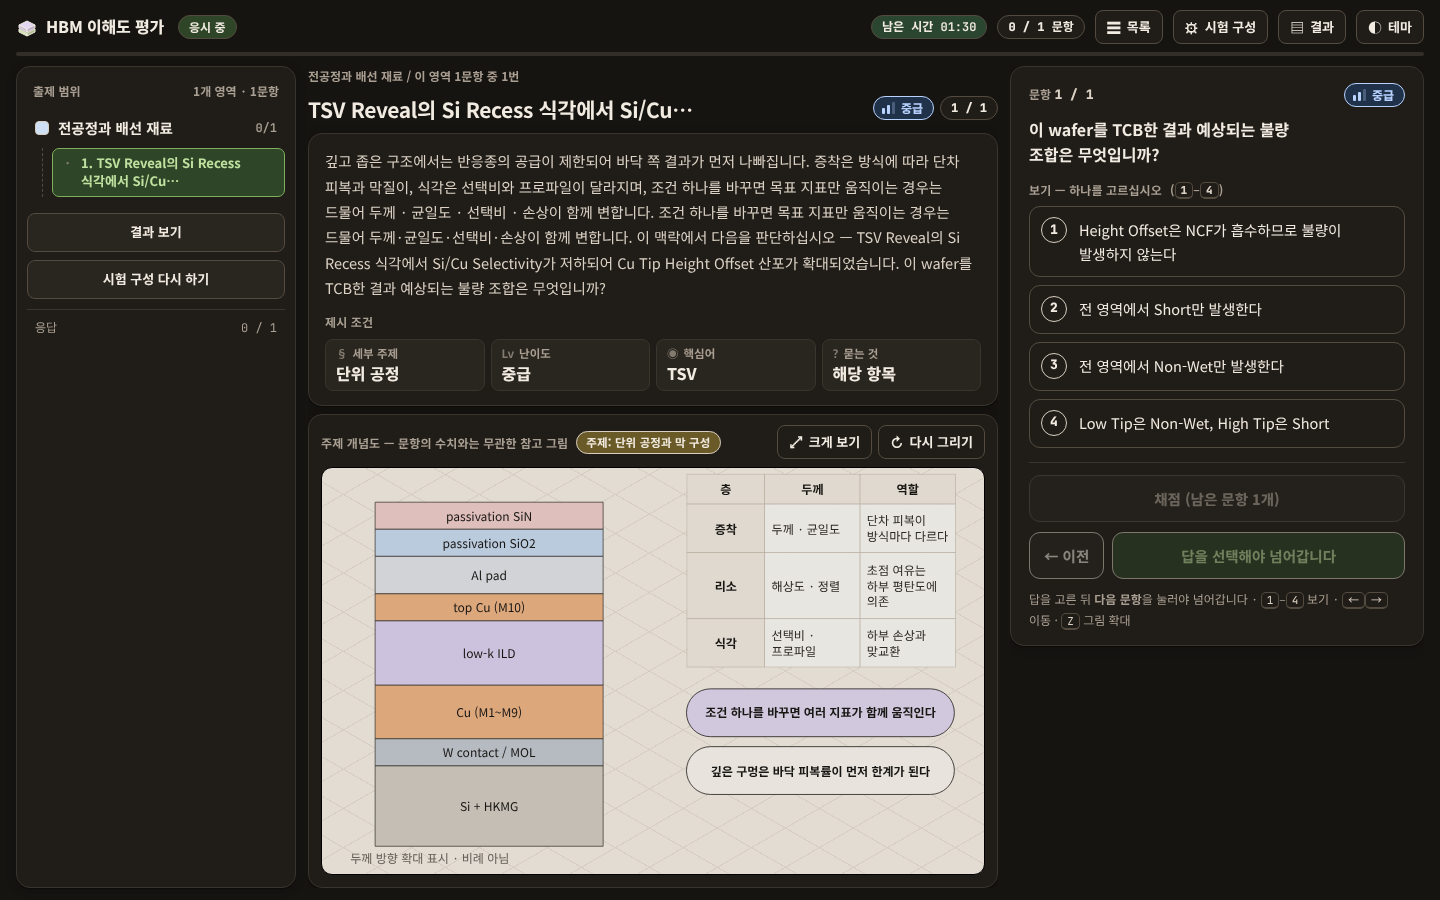 HBM 이해도 평가
응시 중
남은 시간 01:30
0 / 1 문항
목록
시험 구성
결과
테마
출제 범위
1개 영역 · 1문항
전공정과 배선 재료
0/1
1. TSV Reveal의 Si Recess
식각에서 Si/Cu…
결과 보기
시험 구성 다시 하기
응답
0 / 1
전공정과 배선 재료 / 이 영역 1문항 중 1번
TSV Reveal의 Si Recess 식각에서 Si/Cu…
중급
1 / 1
깊고 좁은 구조에서는 반응종의 공급이 제한되어 바닥 쪽 결과가 먼저 나빠집니다. 증착은 방식에 따라 단차
피복과 막질이, 식각은 선택비와 프로파일이 달라지며, 조건 하나를 바꾸면 목표 지표만 움직이는 경우는
드물어 두께 · 균일도 · 선택비 · 손상이 함께 변합니다. 조건 하나를 바꾸면 목표 지표만 움직이는 경우는
드물어 두께·균일도·선택비·손상이 함께 변합니다. 이 맥락에서 다음을 판단하십시오 — TSV Reveal의 Si
Recess 식각에서 Si/Cu Selectivity가 저하되어 Cu Tip Height Offset 산포가 확대되었습니다. 이 wafer를
TCB한 결과 예상되는 불량 조합은 무엇입니까?
제시 조건
§ 세부 주제
단위 공정
Lv 난이도
중급
◉ 핵심어
TSV
? 묻는 것
해당 항목
주제 개념도 — 문항의 수치와는 무관한 참고 그림
주제: 단위 공정과 막 구성
크게 보기
다시 그리기
passivation SiN
passivation SiO2
Al pad
top Cu (M10)
low-k ILD
Cu (M1~M9)
W contact / MOL
Si + HKMG
두께 방향 확대 표시 · 비례 아님
층
두께
역할
증착
두께 · 균일도
단차 피복이
방식마다 다르다
리소
해상도 · 정렬
초점 여유는
하부 평탄도에
의존
식각
선택비 ·
프로파일
하부 손상과
맞교환
조건 하나를 바꾸면 여러 지표가 함께 움직인다
깊은 구멍은 바닥 피복률이 먼저 한계가 된다
문항 1 / 1
중급
이 wafer를 TCB한 결과 예상되는 불량
조합은 무엇입니까?
보기 — 하나를 고르십시오 (1–4)
1 Height Offset은 NCF가 흡수하므로 불량이
발생하지 않는다
2 전 영역에서 Short만 발생한다
3 전 영역에서 Non-Wet만 발생한다
4 Low Tip은 Non-Wet, High Tip은 Short
채점 (남은 문항 1개)
← 이전
답을 선택해야 넘어갑니다
답을 고른 뒤 다음 문항을 눌러야 넘어갑니다 · 1–4 보기 · ← →
이동 · Z 그림 확대